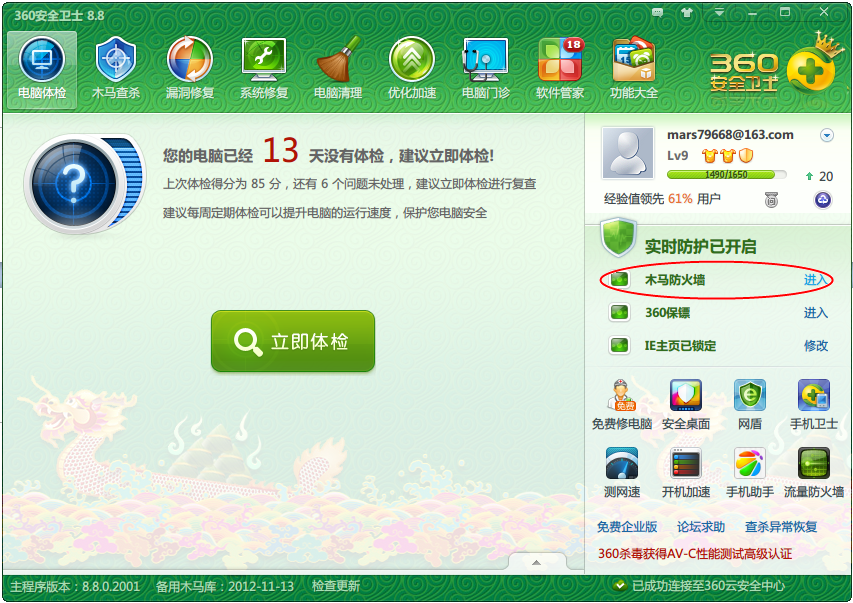 360安全卫士 8.8
电脑体检 木马查杀 漏洞修复 系统修复 电脑清理 优化加速 电脑门诊 软件管家 功能大全
18
360
安全卫士
您的电脑已经 13 天没有体检，建议立即体检!
上次体检得分为 85 分，还有 6 个问题未处理，建议立即体检进行复查
建议每周定期体检可以提升电脑的运行速度，保护您电脑安全
立即体检
mars79668@163.com
Lv9
1490/1650
20
经验值领先 61% 用户
实时防护已开启
木马防火墙 进入
360保镖 进入
IE主页已锁定 修改
免费
免费修电脑 安全桌面 网盾 手机卫士
测网速 开机加速 手机助手 流量防火墙
免费企业版 论坛求助 查杀异常恢复
360杀毒获得AV-C性能测试高级认证
主程序版本：8.8.0.2001 备用木马库：2012-11-13 检查更新
已成功连接至360云安全中心